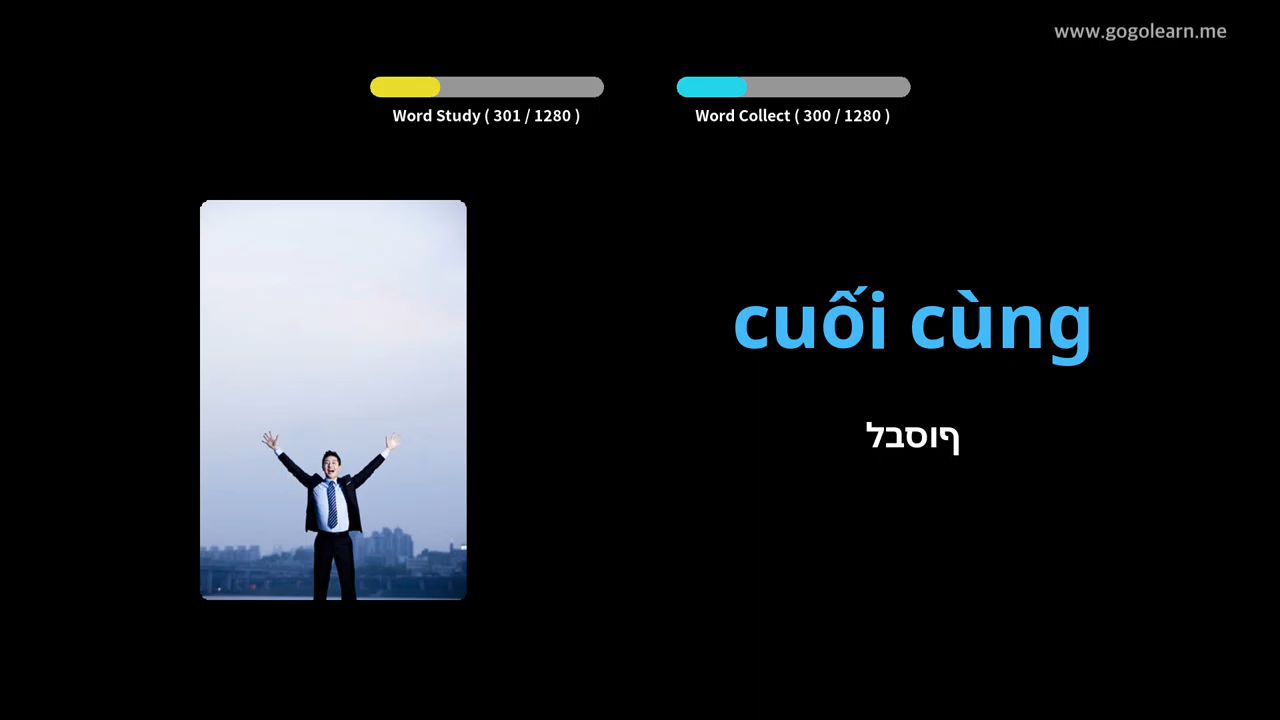 www.gogolearn.me
Word Study ( 301 / 1280 )
Word Collect ( 300 / 1280 )
cuối cùng
ףוסבל